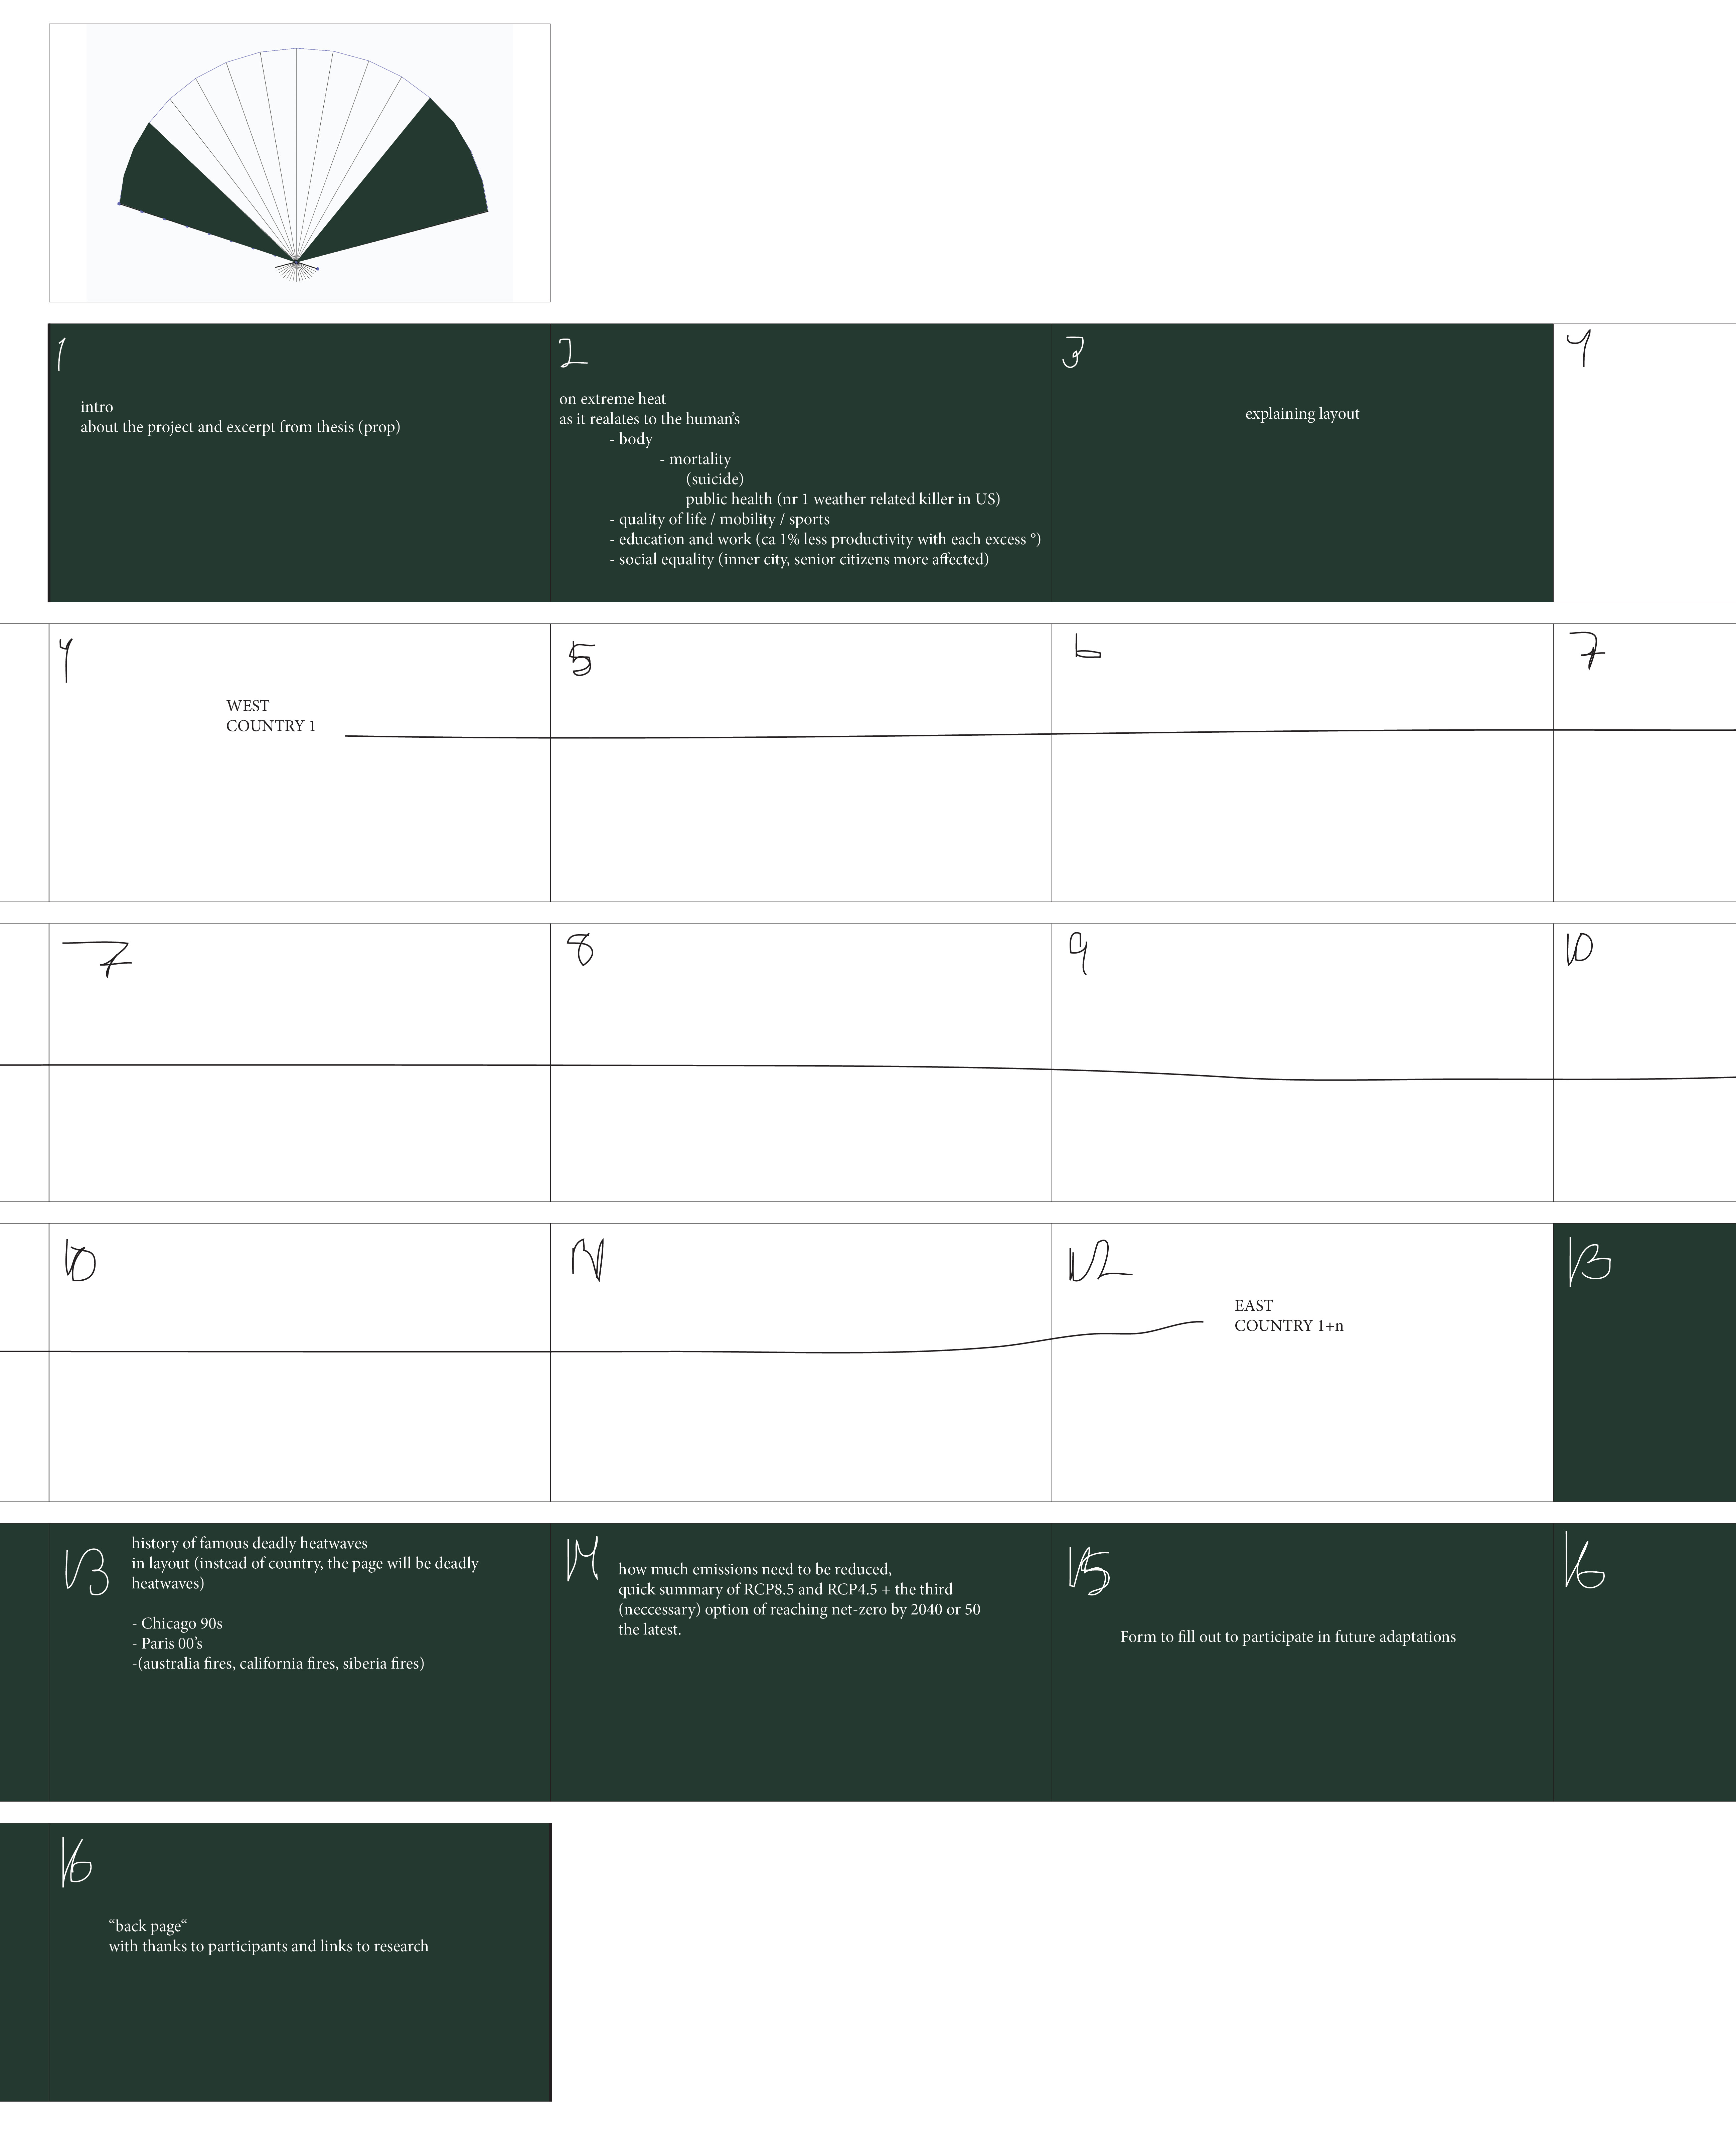 1
intro
about the project and excerpt from thesis (prop)
2
on extreme heat
as it realates to the human’s
- body
- mortality
(suicide)
public health (nr 1 weather related killer in US)
- quality of life / mobility / sports
- education and work (ca 1% less productivity with each excess °)
- social equality (inner city, senior citizens more affected)
3
explaining layout
4
4
WEST
COUNTRY 1
5
6
7
7
8
9
10
10
11
12
EAST
COUNTRY 1+n
13
13
history of famous deadly heatwaves
in layout (instead of country, the page will be deadly
heatwaves)
- Chicago 90s
- Paris 00’s
-(australia fires, california fires, siberia fires)
14
how much emissions need to be reduced,
quick summary of RCP8.5 and RCP4.5 + the third
(neccessary) option of reaching net-zero by 2040 or 50
the latest.
15
Form to fill out to participate in future adaptations
16
16
“back page“
with thanks to participants and links to research